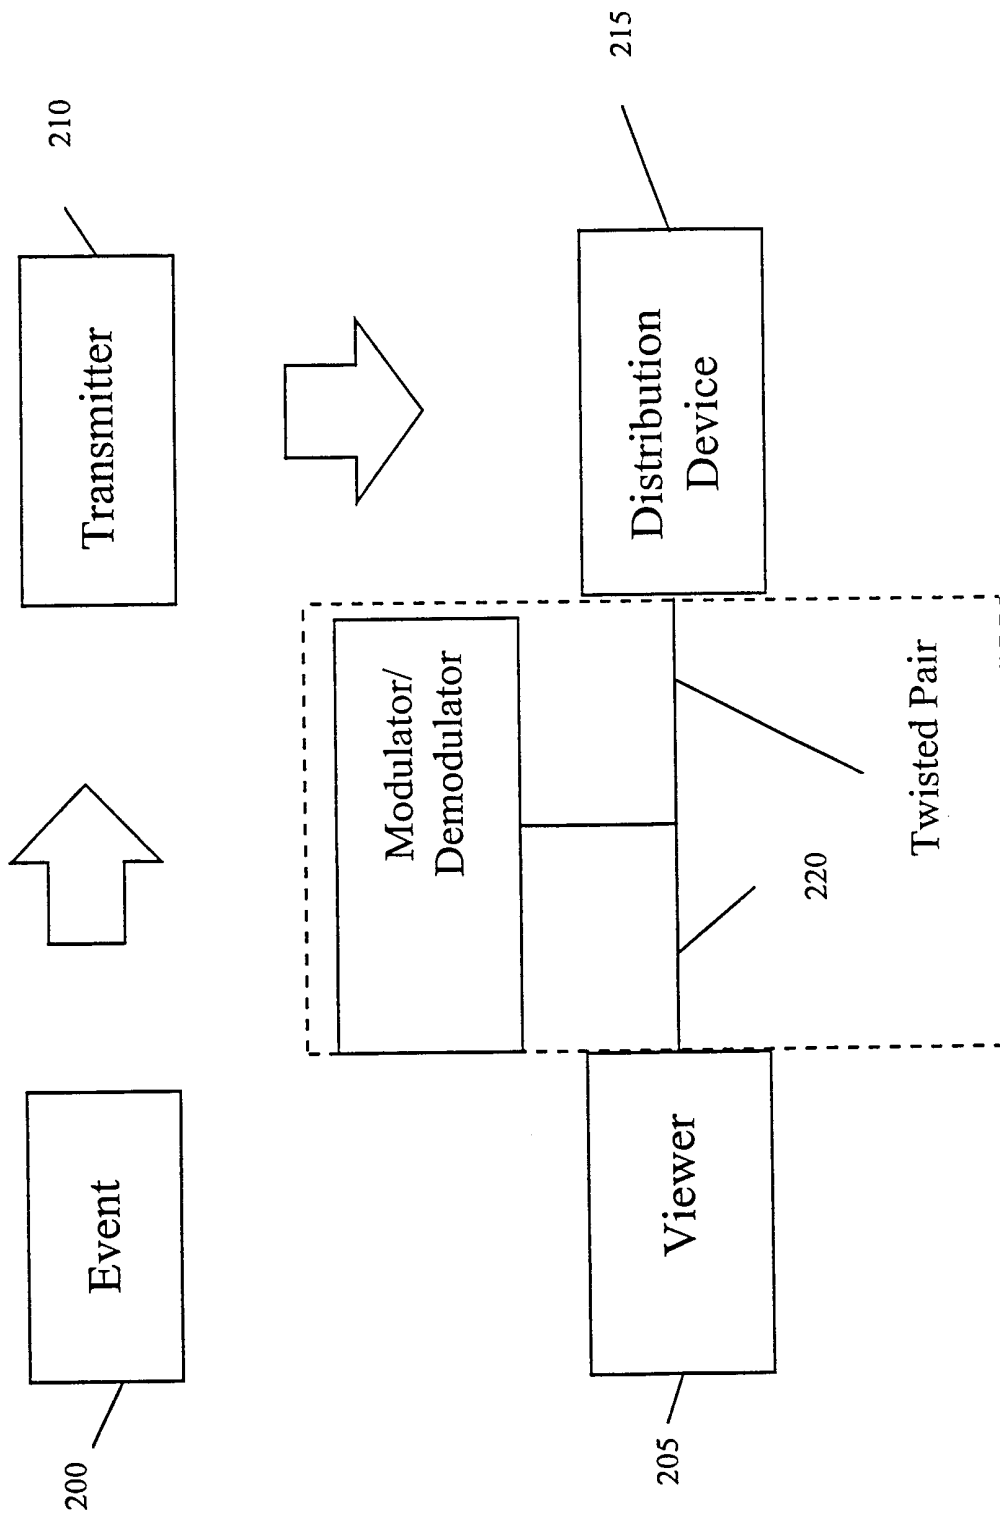 200
Event
Transmitter
210
Modulator/
Demodulator
205
Viewer
Distribution
Device
215
220
Twisted Pair